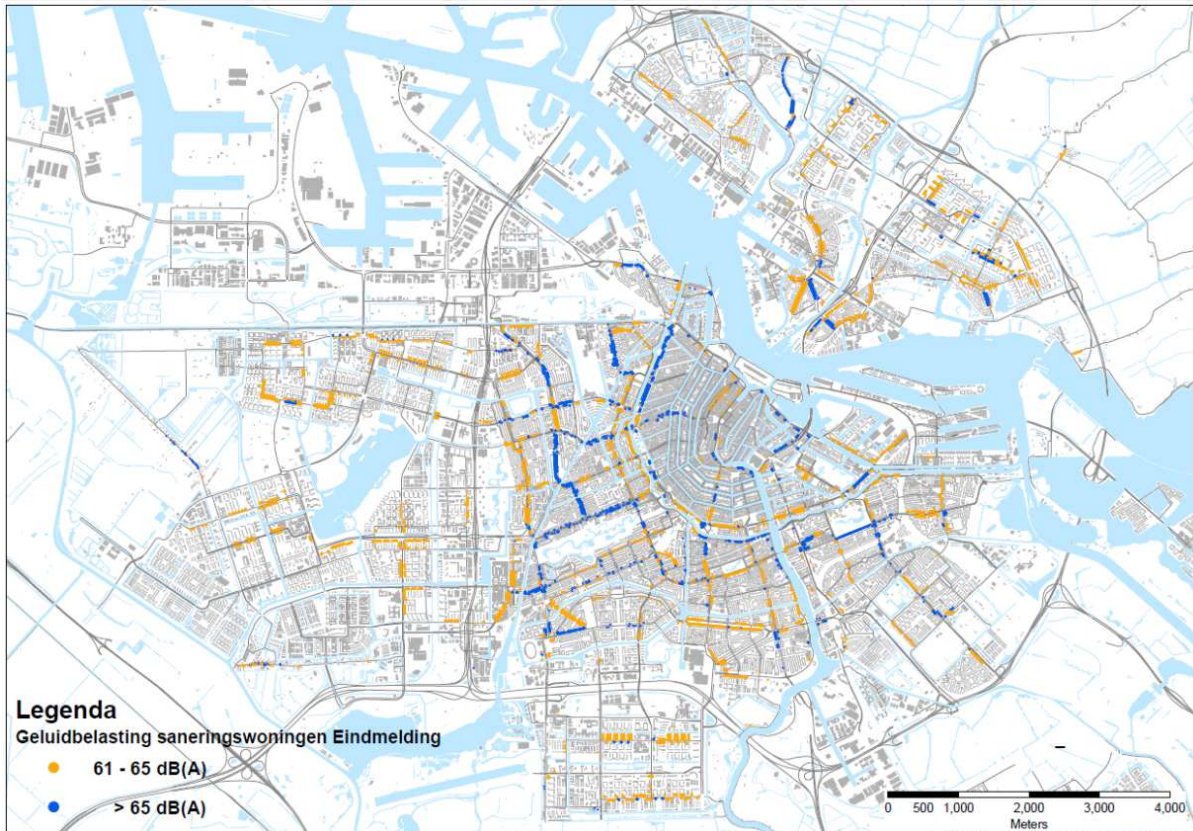 Legenda
Geluidbelasting saneringswoningen Eindmelding
61 - 65 dB(A)
> 65 dB(A)
0 500 1,000 2,000 3,000 4,000
Meters